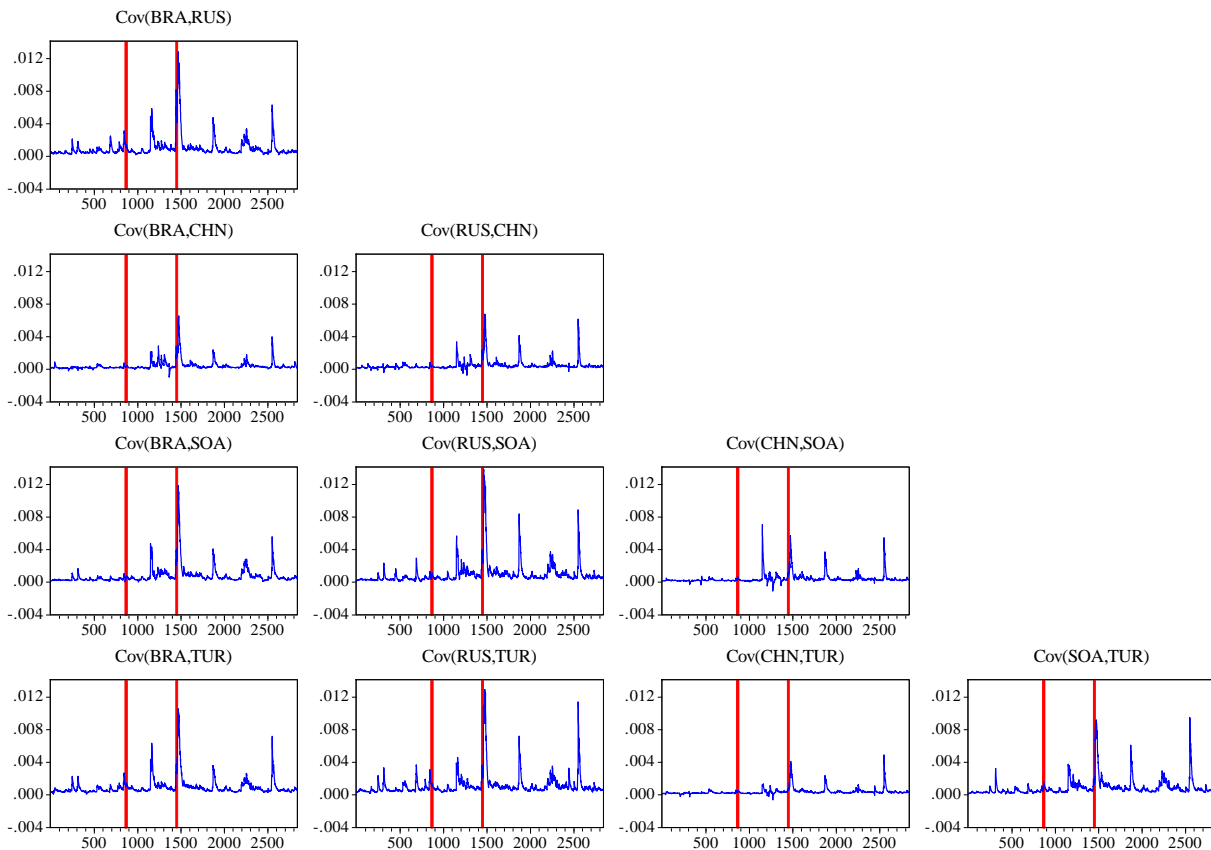 Cov(BRA,RUS)
.012
.008
.004
.000
-.004
500 1000 1500 2000 2500
Cov(BRA,CHN) Cov(RUS,CHN)
.012 .012
.008 .008
.004 .004
.000 .000
-.004 -.004
500 1000 1500 2000 2500 500 1000 1500 2000 2500
Cov(BRA,SOA) Cov(RUS,SOA) Cov(CHN,SOA)
.012 .012 .012
.008 .008 .008
.004 .004 .004
.000 .000 .000
-.004 -.004 -.004
500 1000 1500 2000 2500 500 1000 1500 2000 2500 500 1000 1500 2000 2500
Cov(BRA,TUR) Cov(RUS,TUR) Cov(CHN,TUR) Cov(SOA,TUR)
.012 .012 .012 .012
.008 .008 .008 .008
.004 .004 .004 .004
.000 .000 .000 .000
-.004 -.004 -.004 -.004
500 1000 1500 2000 2500 500 1000 1500 2000 2500 500 1000 1500 2000 2500 500 1000 1500 2000 2500